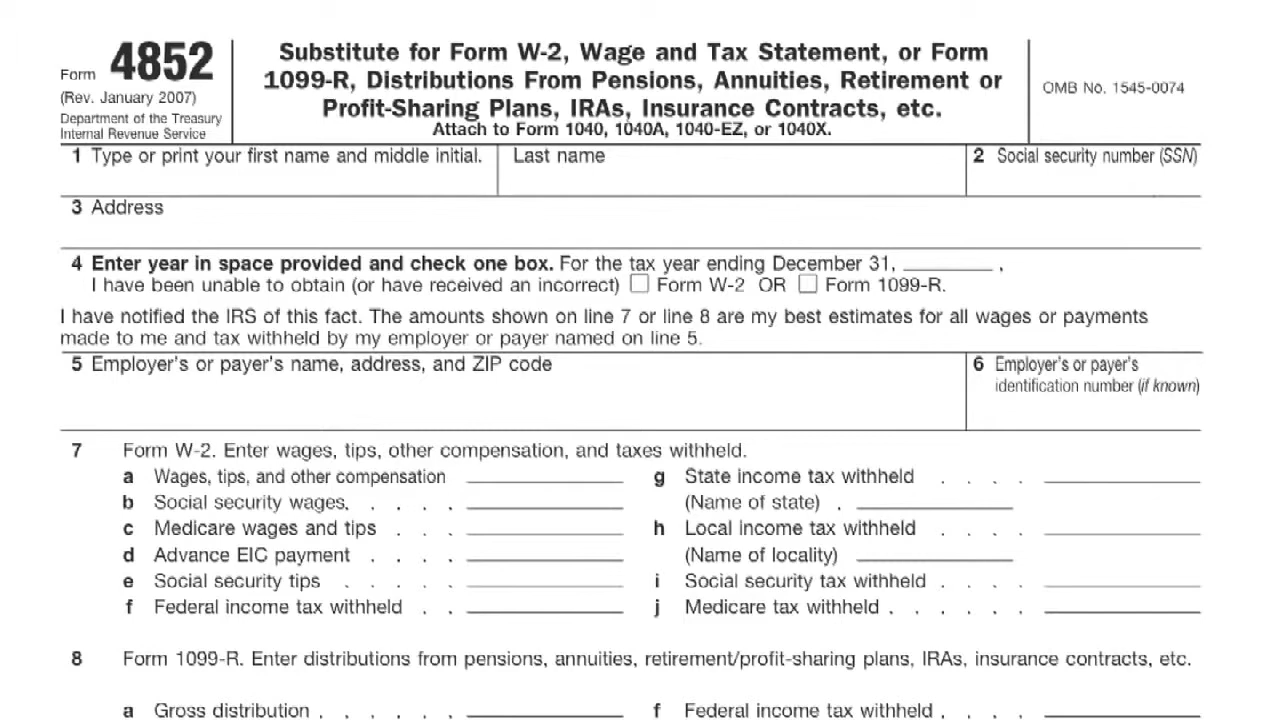 Form 4852
(Rev. January 2007)
Department of the Treasury
Internal Revenue Service
Substitute for Form W-2, Wage and Tax Statement, or Form
1099-R, Distributions From Pensions, Annuities, Retirement or
Profit-Sharing Plans, IRAs, Insurance Contracts, etc.
Attach to Form 1040, 1040A, 1040-EZ, or 1040X.
OMB No. 1545-0074
1 Type or print your first name and middle initial.
Last name
2 Social security number (SSN)
3 Address
4 Enter year in space provided and check one box. For the tax year ending December 31, ________ ,
I have been unable to obtain (or have received an incorrect) ☐ Form W-2 OR ☐ Form 1099-R.
I have notified the IRS of this fact. The amounts shown on line 7 or line 8 are my best estimates for all wages or payments
made to me and tax withheld by my employer or payer named on line 5.
5 Employer's or payer's name, address, and ZIP code
6 Employer's or payer's
identification number (if known)
7 Form W-2. Enter wages, tips, other compensation, and taxes withheld.
a Wages, tips, and other compensation
b Social security wages. . . . .
c Medicare wages and tips . . .
d Advance EIC payment . . . .
e Social security tips . . . . .
f Federal income tax withheld . .
g State income tax withheld . . . .
(Name of state) .
h Local income tax withheld . . . .
(Name of locality)
i Social security tax withheld . . . .
j Medicare tax withheld . . . . . .
8 Form 1099-R. Enter distributions from pensions, annuities, retirement/profit-sharing plans, IRAs, insurance contracts, etc.
a Gross distribution . . . . . .
f Federal income tax withheld . . . .